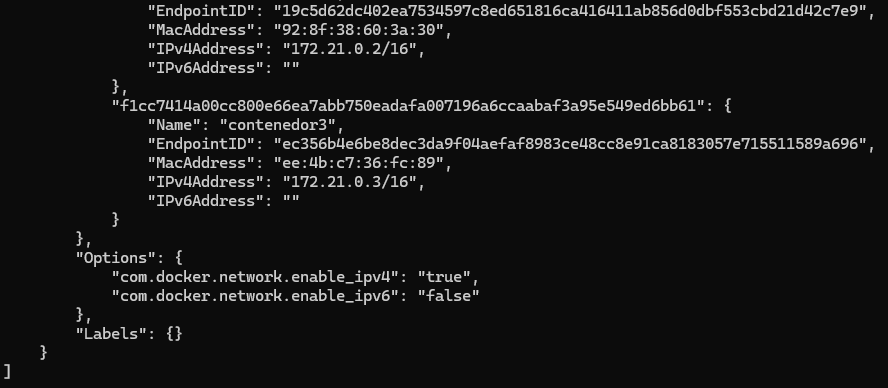 "EndpointID": "19c5d62dc402ea7534597c8ed651816ca416411ab856d0dbf553cbd21d42c7e9",
"MacAddress": "92:8f:38:60:3a:30",
"IPv4Address": "172.21.0.2/16",
"IPv6Address": ""
},
"f1cc7414a00cc800e66ea7abb750eadafa007196a6ccaabaf3a95e549ed6bb61": {
"Name": "contenedor3",
"EndpointID": "ec356b4e6be8dec3da9f04aefaf8983ce48cc8e91ca8183057e715511589a696",
"MacAddress": "ee:4b:c7:36:fc:89",
"IPv4Address": "172.21.0.3/16",
"IPv6Address": ""
}
},
"Options": {
"com.docker.network.enable_ipv4": "true",
"com.docker.network.enable_ipv6": "false"
},
"Labels": {}
}
]